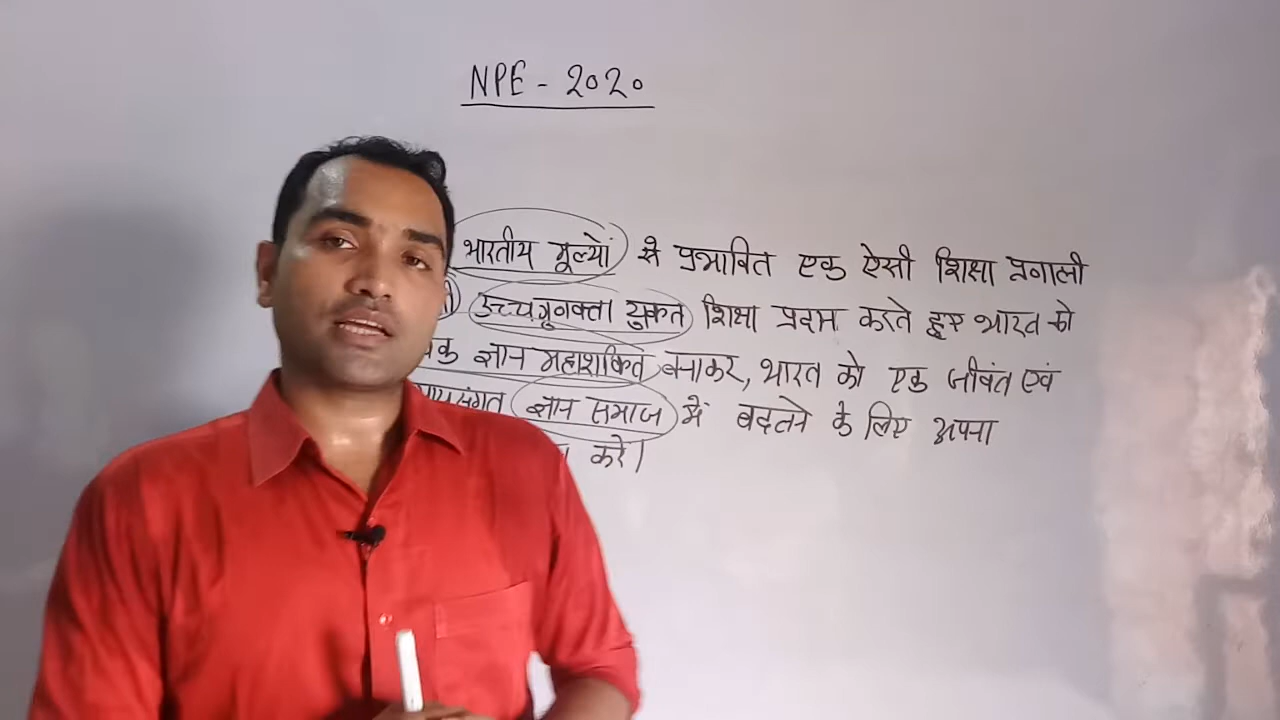 NPE - 2020
भारतीय मूल्यों से प्रभावित एक ऐसी शिक्षा प्रणाली
उच्चगुणवत्ता युक्त शिक्षा प्रदान करते हुए भारत को
ज्ञान महाशक्ति बनाकर, भारत को एक जीवंत एवं
ज्ञान समाज में बदलने के लिए अपना
करें।